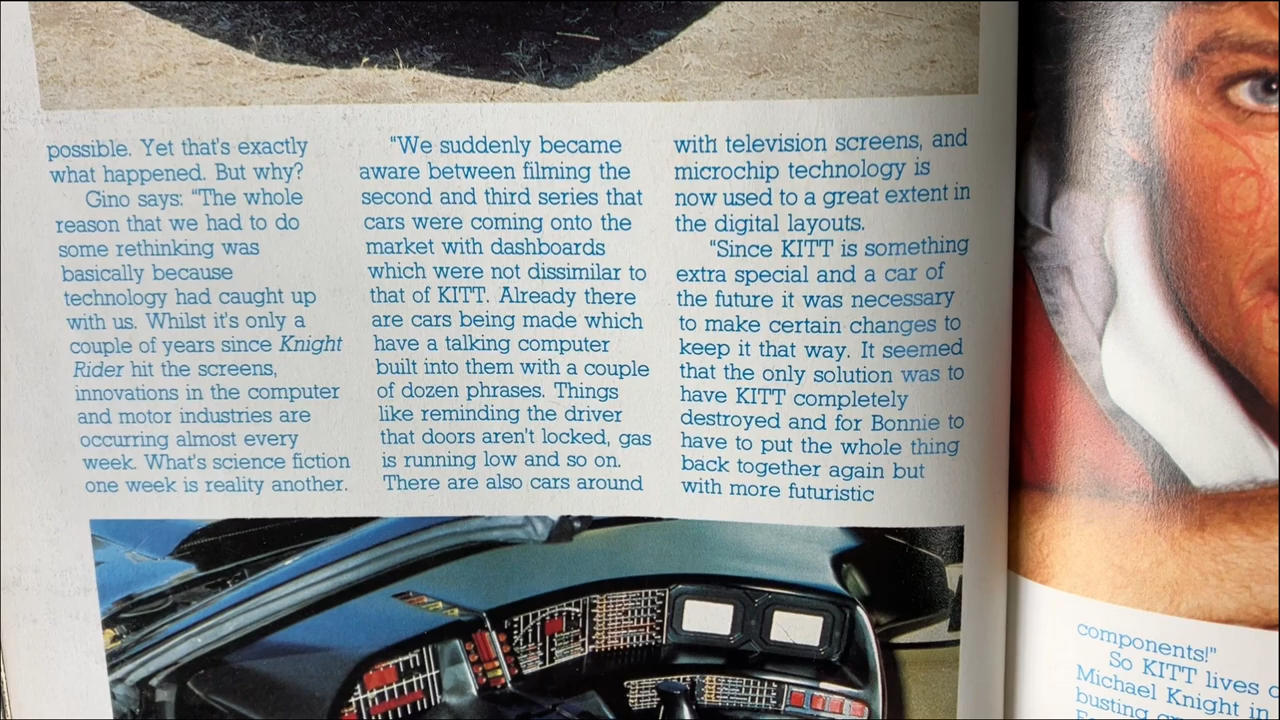 possible. Yet that's exactly
what happened. But why?
Gino says: "The whole
reason that we had to do
some rethinking was
basically because
technology had caught up
with us. Whilst it's only a
couple of years since Knight
Rider hit the screens,
innovations in the computer
and motor industries are
occurring almost every
week. What's science fiction
one week is reality another.
"We suddenly became
aware between filming the
second and third series that
cars were coming onto the
market with dashboards
which were not dissimilar to
that of KITT. Already there
are cars being made which
have a talking computer
built into them with a couple
of dozen phrases. Things
like reminding the driver
that doors aren't locked, gas
is running low and so on.
There are also cars around
with television screens, and
microchip technology is
now used to a great extent in
the digital layouts.
"Since KITT is something
extra special and a car of
the future it was necessary
to make certain changes to
keep it that way. It seemed
that the only solution was to
have KITT completely
destroyed and for Bonnie to
have to put the whole thing
back together again but
with more futuristic
components!"
So KITT lives
Michael Knight in
busting